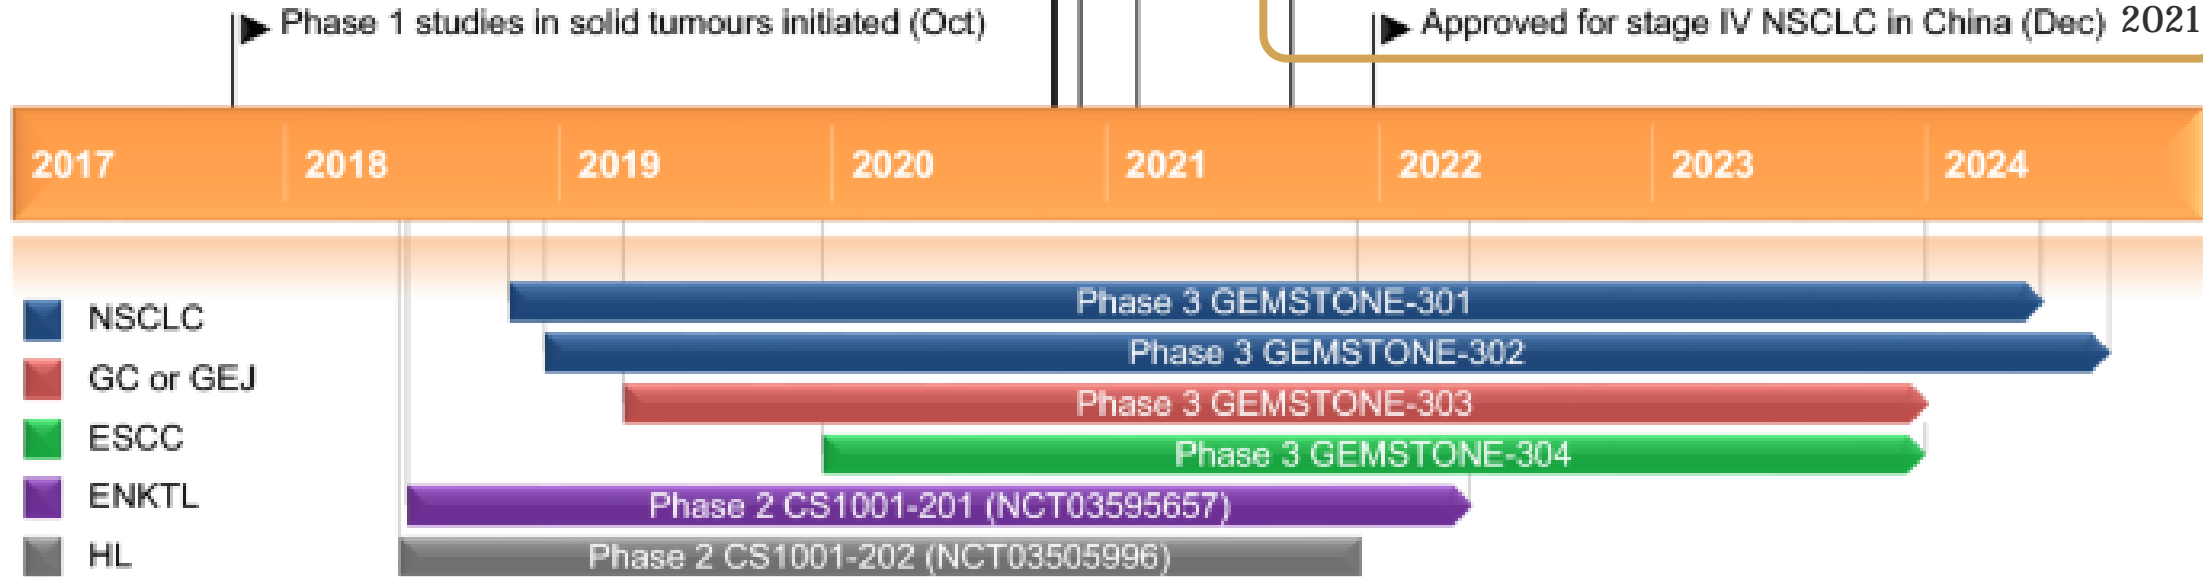 Phase 1 studies in solid tumours initiated (Oct)
Approved for stage IV NSCLC in China (Dec) 2021
2017 2018 2019 2020 2021 2022 2023 2024
Phase 3 GEMSTONE-301
NSCLC
Phase 3 GEMSTONE-302
GC or GEJ
Phase 3 GEMSTONE-303
ESCC
Phase 3 GEMSTONE-304
ENKTL
Phase 2 CS1001-201 (NCT03595657)
HL
Phase 2 CS1001-202 (NCT03505996)